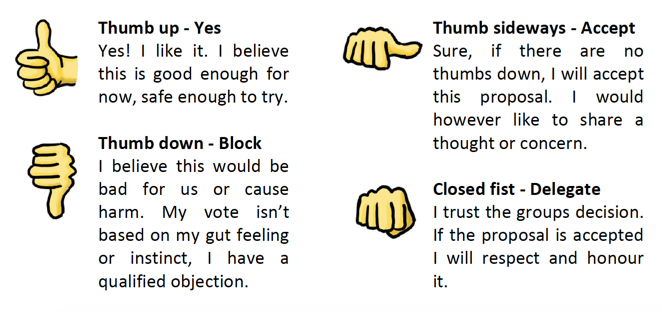 Thumb up - Yes
Yes! I like it. I believe
this is good enough for
now, safe enough to try.
Thumb down - Block
I believe this would be
bad for us or cause
harm. My vote isn’t
based on my gut feeling
or instinct, I have a
qualified objection.
Thumb sideways - Accept
Sure, if there are no
thumbs down, I will accept
this proposal. I would
however like to share a
thought or concern.
Closed fist - Delegate
I trust the groups decision.
If the proposal is accepted
I will respect and honour
it.